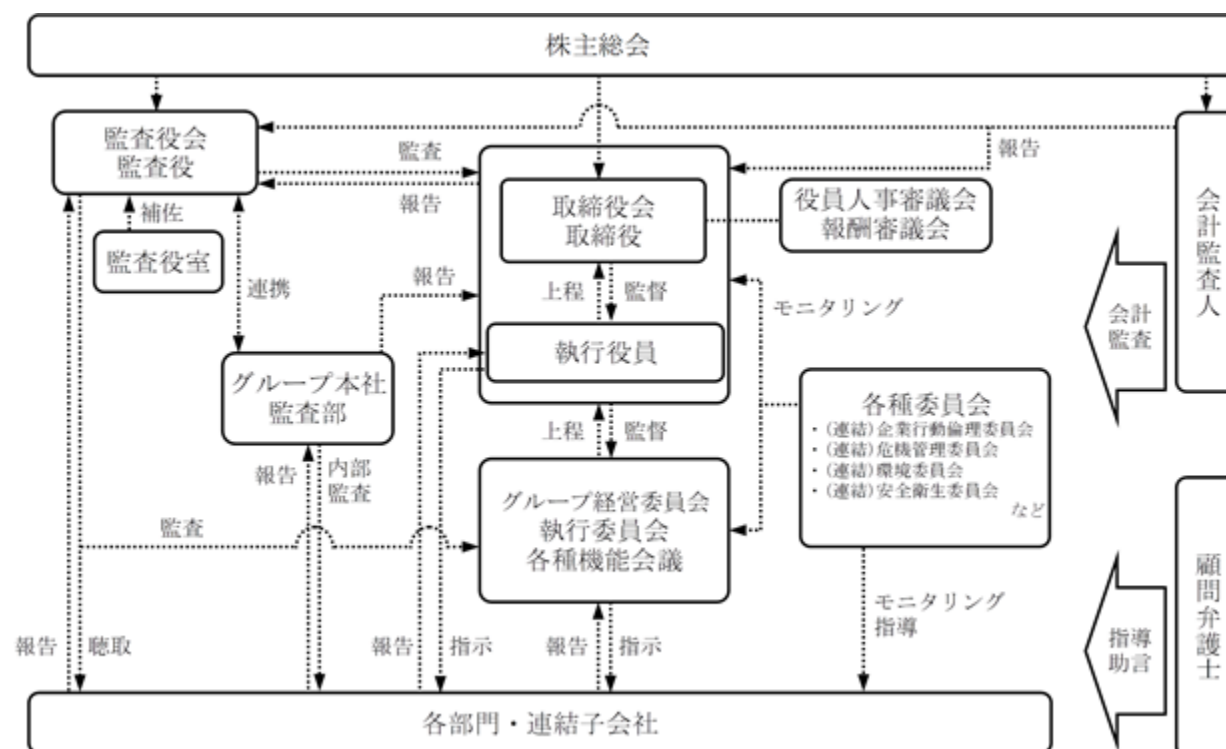 株主総会
監査役会
監査役
監査
報告
報告
補佐
監査役室
連携
報告
取締役会
取締役
役員人事審議会
報酬審議会
会計監査人
上程
監督
モニタリング
会計
監査
執行役員
グループ本社
監査部
各種委員会
・(連結)企業行動倫理委員会
・(連結)危機管理委員会
・(連結)環境委員会
・(連結)安全衛生委員会
など
上程
監督
報告
内部
監査
監査
グループ経営委員会
執行委員会
各種機能会議
モニタリング
指導
顧問弁護士
指導
助言
報告
聴取
報告
指示
報告
指示
各部門・連結子会社